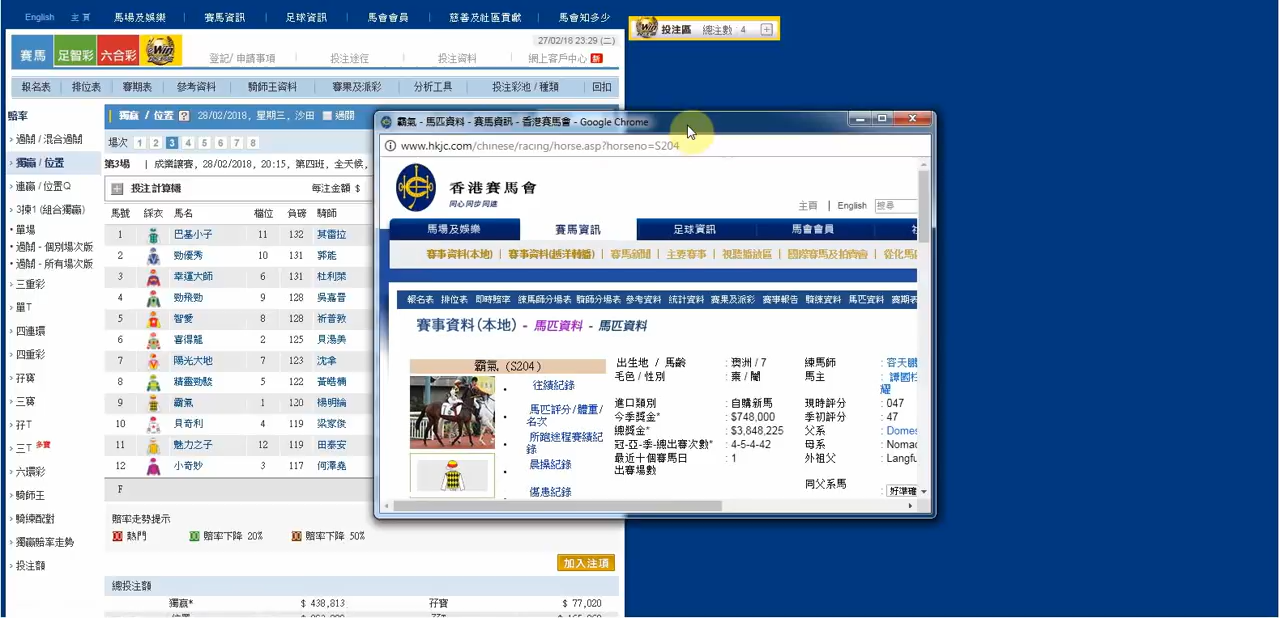 English 主頁 馬場及娛樂 賽馬資訊 足球資訊 馬會會員 慈善及社區貢獻 馬會知多少
27/02/18 23:29 (二)
賽馬 足智彩 六合彩 Win 登記/申請事項 投注途徑 投注資料 網上客戶中心
投注區 總注數 4
報名表 排位表 賽期表 參考資料 騎師王資料 賽果及派彩 分析工具 投注彩池/種類 回扣
賠率
過關/混合過關
獨贏/位置
連贏/位置Q
3揀1 (組合獨贏)
單場
過關 - 個別場次版
過關 - 所有場次版
三重彩
單T
四連環
四重彩
孖寶
三寶
孖T
三T 多寶
六環彩
騎師王
騎練配對
獨贏賠率走勢
投注額
獨贏 / 位置 28/02/2018, 星期三, 沙田 過關
場次 1 2 3 4 5 6 7 8
第3場 | 成樂讓賽, 28/02/2018, 20:15, 第四班, 全天候,
投注計算機 每注金額 $
馬號 綵衣 馬名 檔位 負磅 騎師
1 巴基小子 11 132 莫雷拉
2 勁優秀 10 131 郭能
3 幸運大師 6 131 杜利萊
4 勁飛勁 9 128 吳嘉晉
5 智愛 8 128 祈普敦
6 喜得龍 2 125 貝湯美
7 陽光大地 7 123 沈拿
8 精靈勁駿 5 122 黃皓楠
9 霸氣 1 120 楊明綸
10 貝奇利 4 119 梁家俊
11 魅力之子 12 119 田泰安
12 小奇妙 3 117 何澤堯
F
賠率走勢提示
熱門 賠率下降 20% 賠率下降 50%
加入注項
總投注額
獨贏* $ 438,813 孖寶 $ 77,020
霸氣 - 馬匹資料 - 賽馬資訊 - 香港賽馬會 - Google Chrome
www.hkjc.com/chinese/racing/horse.asp?horseno=S204
香港賽馬會
同心同步同進
主頁 | English 搜尋
馬場及娛樂 賽馬資訊 足球資訊 馬會會員
賽事資料(本地) | 賽事資料(越洋轉播) | 賽馬新聞 | 主要賽事 | 視聽播放區 | 國際賽馬及拍賣會 | 從化馬
報名表 排位表 即時賠率 練馬師分場表 騎師分場表 參考資料 統計資料 賽果及派彩 賽事報告 騎練資料 馬匹資料 賽期表
賽事資料(本地) - 馬匹資料 - 馬匹資料
霸氣 (S204)
往績紀錄
馬匹評分/體重/名次
所跑途程賽績紀錄
晨操紀錄
傷患紀錄
出生地 / 馬齡 : 澳洲 / 7
毛色 / 性別 : 棗 / 閹
進口類別 : 自購新馬
今季獎金* : $748,000
總獎金* : $3,848,225
冠-亞-季-總出賽次數* : 4-5-4-42
最近十個賽馬日出賽場數 : 1
練馬師 : 容天鵬
馬主 : 譚國
現時評分 : 047
季初評分 : 47
父系 : Domes
母系 : Nomad
外祖父 : Langfu
同父系馬 : 好準確